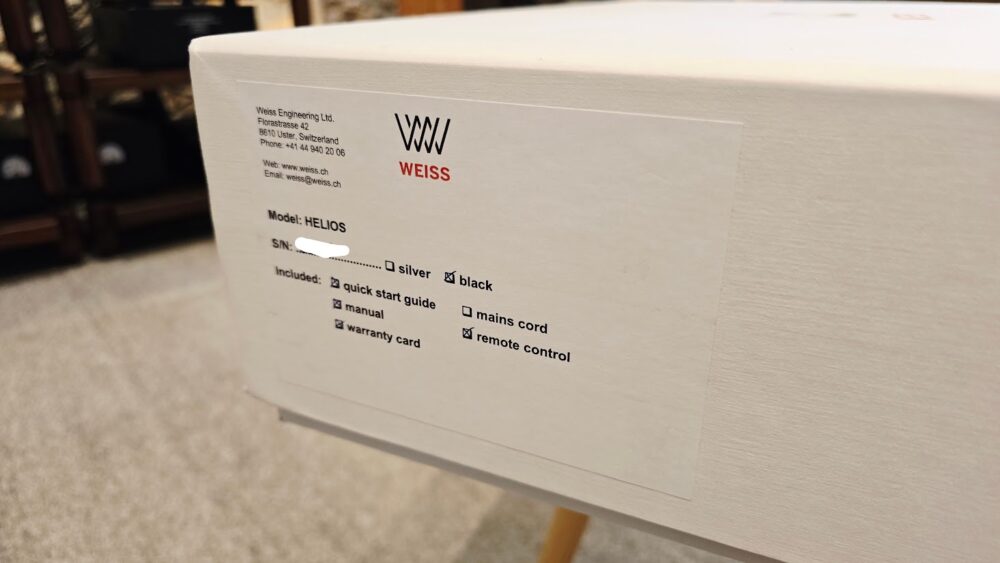 Weiss Engineering Ltd.
Florastrasse 42
8610 Uster, Switzerland
Phone: +41 44 940 20 06
Web: www.weiss.ch
Email: weiss@weiss.ch
WEISS
Model: HELIOS
S/N: .................. ☐ silver ☒ black
Included: ☒ quick start guide ☐ mains cord
☒ manual ☒ remote control
☒ warranty card